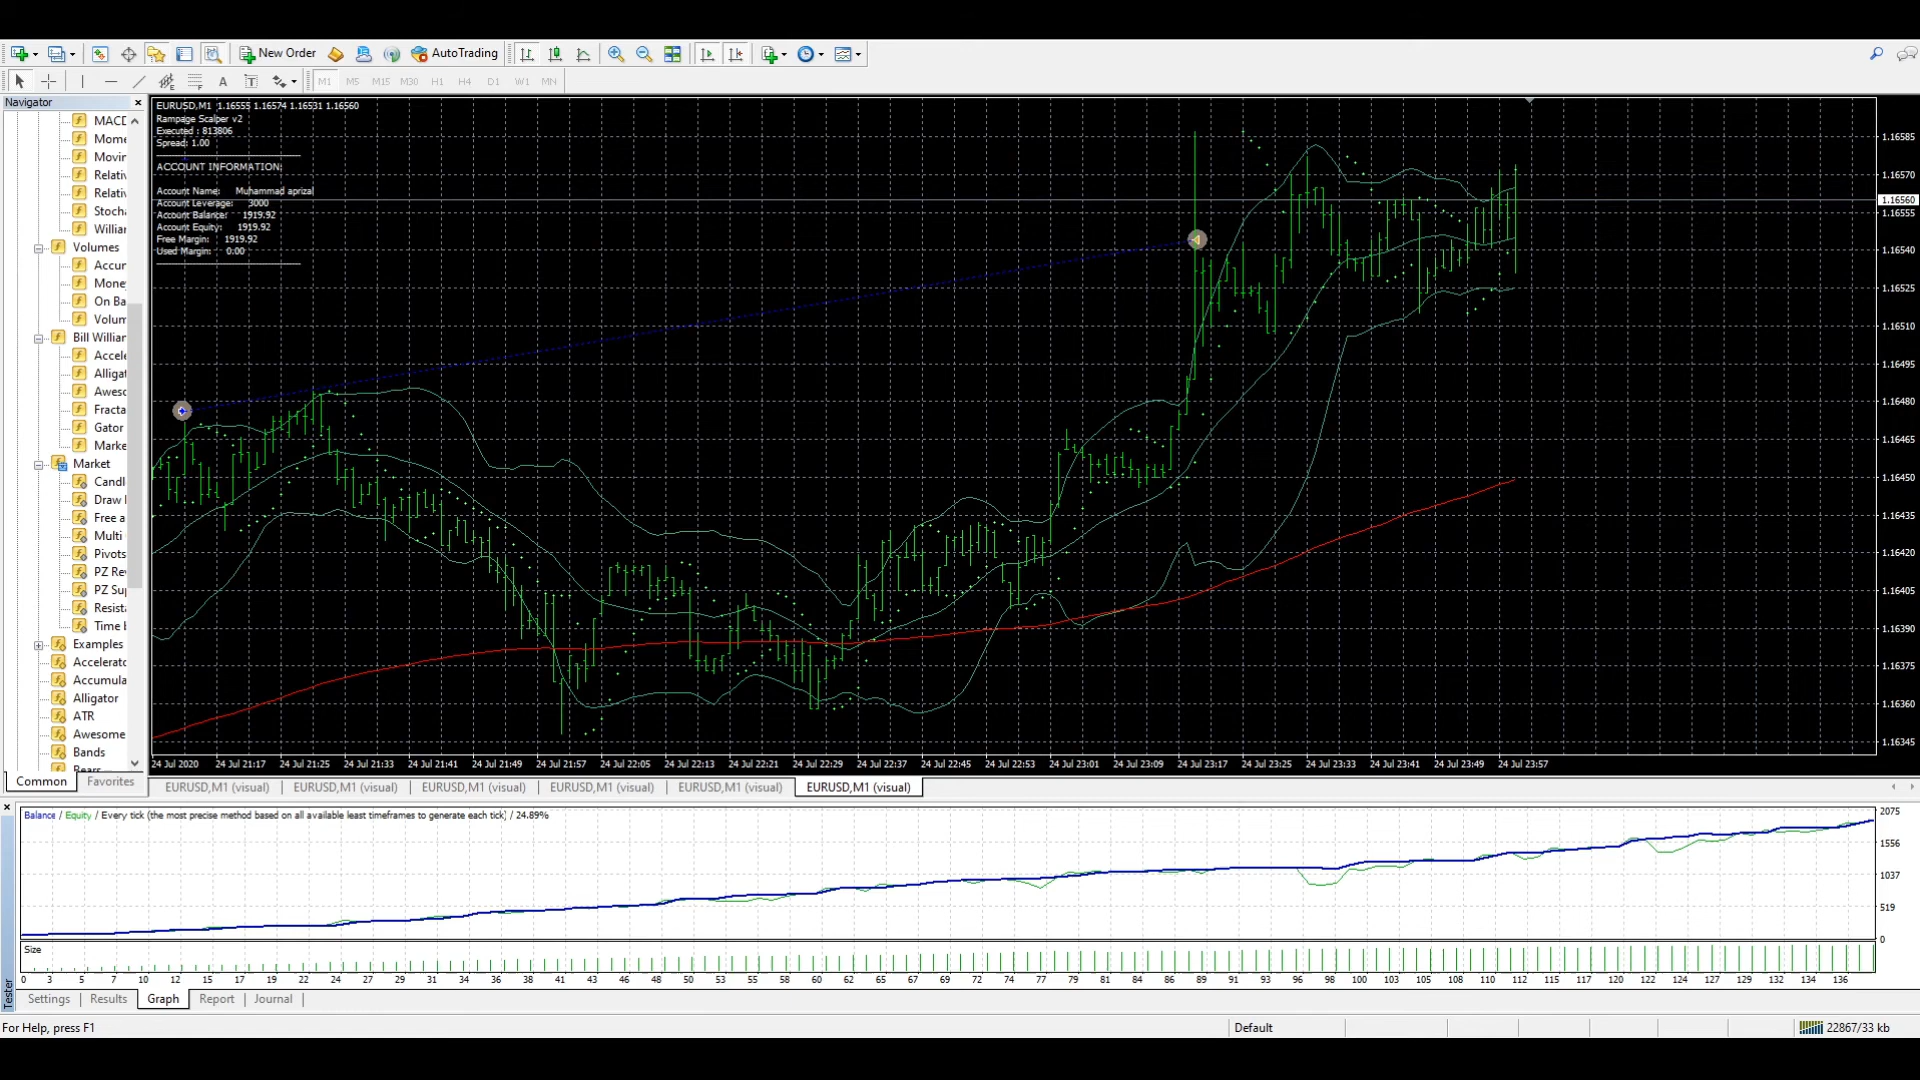 New Order
AutoTrading
M1 M5 M15 M30 H1 H4 D1 W1 MN
Navigator
MACD
Mome
Movin
Relativ
Relativ
Stocha
William
Volumes
Accur
Money
On Ba
Volum
Bill William
Accele
Alligat
Aweso
Fracta
Gator
Marke
Market
Candle
Draw
Free a
Multi
Pivots
PZ Rev
PZ Sup
Resista
Time
Examples
Accelerato
Accumula
Alligator
ATR
Awesome
Bands
Bears
Common
Favorites
EURUSD,M1 1.16555 1.16574 1.16531 1.16560
Rampage Scalper v2
Executed : 813806
Spread: 1.00
ACCOUNT INFORMATION:
Account Name: Muhammad aprizal
Account Leverage: 3000
Account Balance: 1919.92
Account Equity: 1919.92
Free Margin: 1919.92
Used Margin: 0.00
1.16585
1.16570
1.16560
1.16555
1.16540
1.16525
1.16510
1.16495
1.16480
1.16465
1.16450
1.16435
1.16420
1.16405
1.16390
1.16375
1.16360
1.16345
24 Jul 2020 24 Jul 21:17 24 Jul 21:25 24 Jul 21:33 24 Jul 21:41 24 Jul 21:49 24 Jul 21:57 24 Jul 22:05 24 Jul 22:13 24 Jul 22:21 24 Jul 22:29 24 Jul 22:37 24 Jul 22:45 24 Jul 22:53 24 Jul 23:01 24 Jul 23:09 24 Jul 23:17 24 Jul 23:25 24 Jul 23:33 24 Jul 23:41 24 Jul 23:49 24 Jul 23:57
EURUSD,M1 (visual) EURUSD,M1 (visual) EURUSD,M1 (visual) EURUSD,M1 (visual) EURUSD,M1 (visual) EURUSD,M1 (visual)
Balance / Equity / Every tick (the most precise method based on all available least timeframes to generate each tick) / 24.89%
2075
1556
1037
519
0
Size
0 3 5 7 10 12 15 17 19 22 24 27 29 31 34 36 38 41 43 46 48 50 53 55 58 60 62 65 67 69 72 74 77 79 81 84 86 89 91 93 96 98 100 103 105 108 110 112 115 117 120 122 124 127 129 132 134 136
Tester
Settings Results Graph Report Journal
For Help, press F1
Default
22867/33 kb